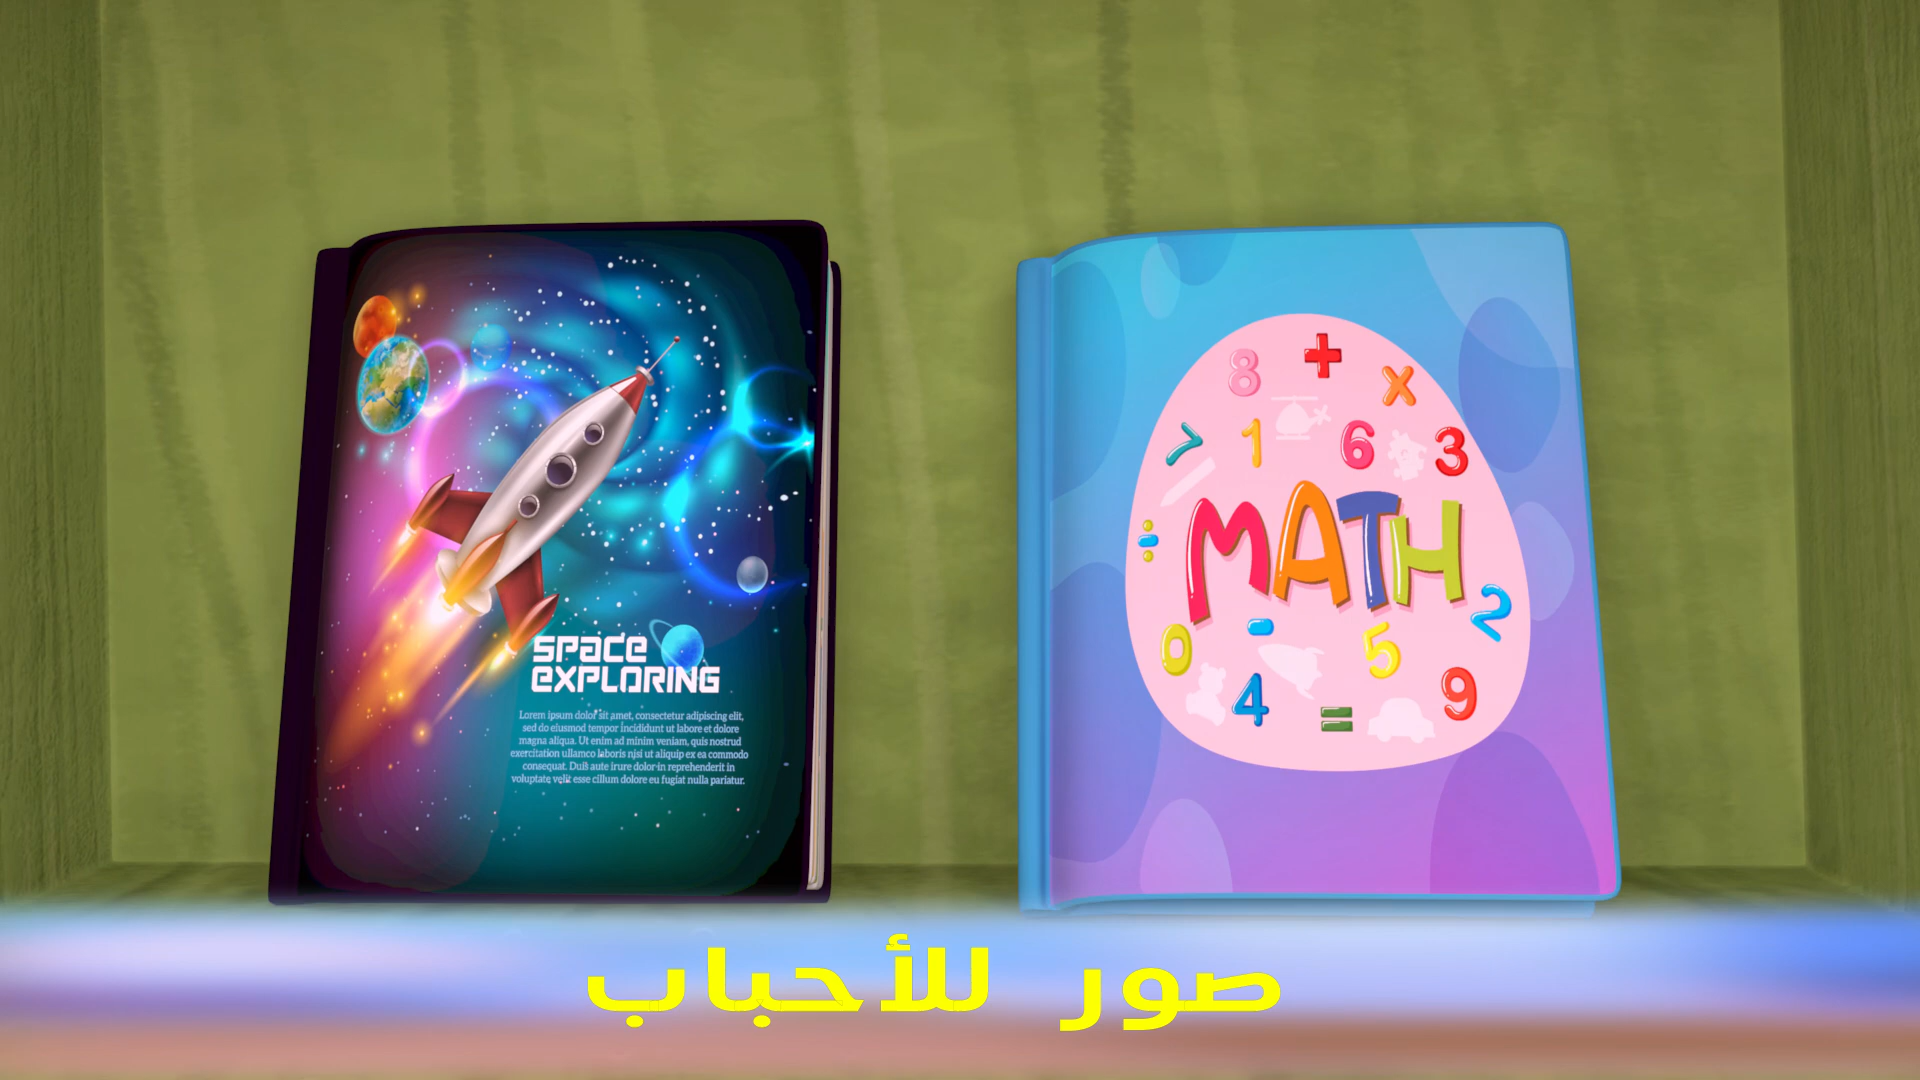 space
exploring
Lorem ipsum dolor sit amet, consectetur adipiscing elit,
sed do eiusmod tempor incididunt ut labore et dolore
magna aliqua. Ut enim ad minim veniam, quis nostrud
exercitation ullamco laboris nisi ut aliquip ex ea commodo
consequat. Duis aute irure dolor in reprehenderit in
voluptate velit esse cillum dolore eu fugiat nulla pariatur.
8 + x
7 1 6 3
÷ MATH
2
0 - 5
4 = 9
صور للأحباب